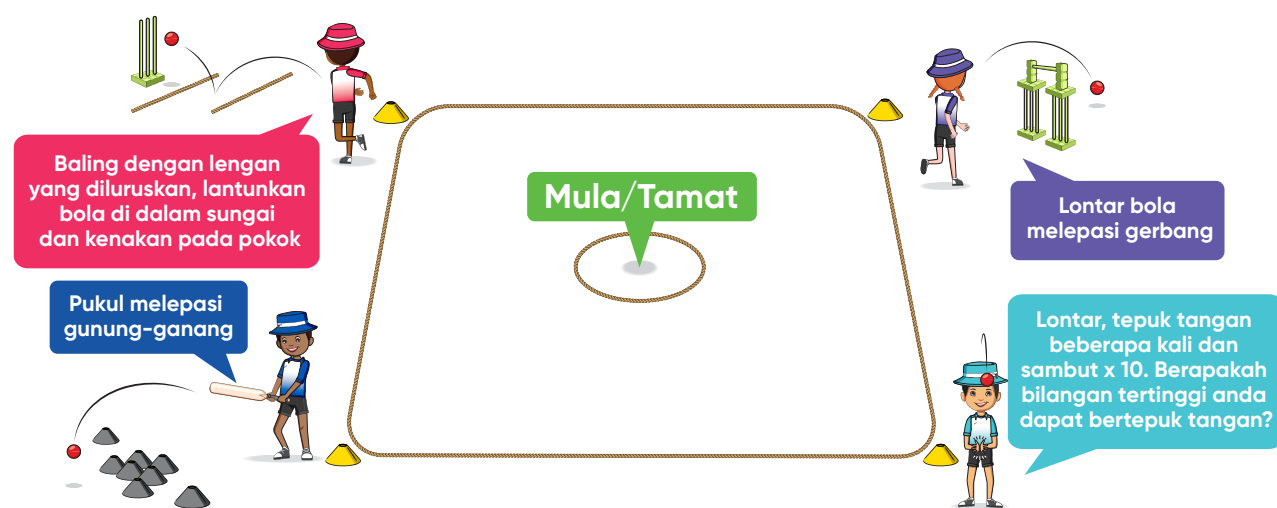 Baling dengan lengan
yang diluruskan, lantunkan
bola di dalam sungai
dan kenakan pada pokok
Mula/Tamat
Lontar bola
melepasi gerbang
Pukul melepasi
gunung-ganang
Lontar, tepuk tangan
beberapa kali dan
sambut x 10. Berapakah
bilangan tertinggi anda
dapat bertepuk tangan?